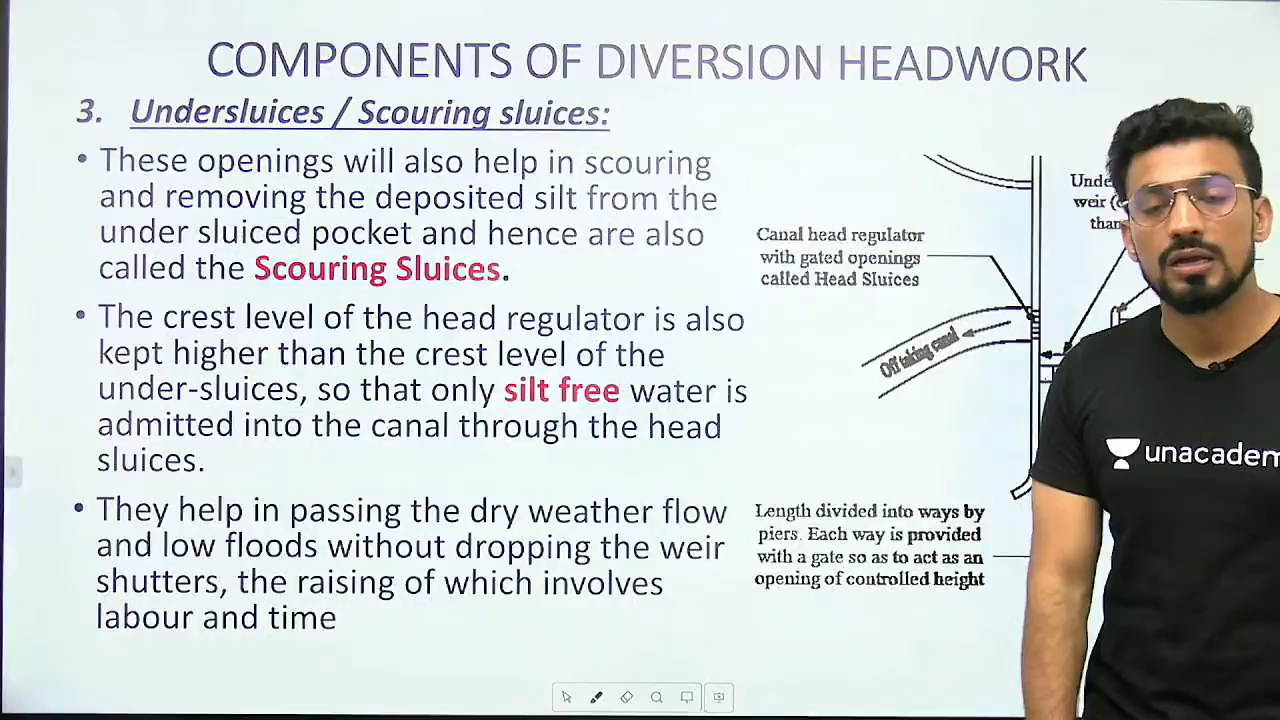 COMPONENTS OF DIVERSION HEADWORK
3. Undersluices / Scouring sluices:
• These openings will also help in scouring
and removing the deposited silt from the
under sluiced pocket and hence are also
called the Scouring Sluices.
• The crest level of the head regulator is also
kept higher than the crest level of the
under-sluices, so that only silt free water is
admitted into the canal through the head
sluices.
• They help in passing the dry weather flow
and low floods without dropping the weir
shutters, the raising of which involves
labour and time
Canal head regulator
with gated openings
called Head Sluices
Off taking canal
weir
Length divided into ways by
piers. Each way is provided
with a gate so as to act as an
opening of controlled height
unacadem